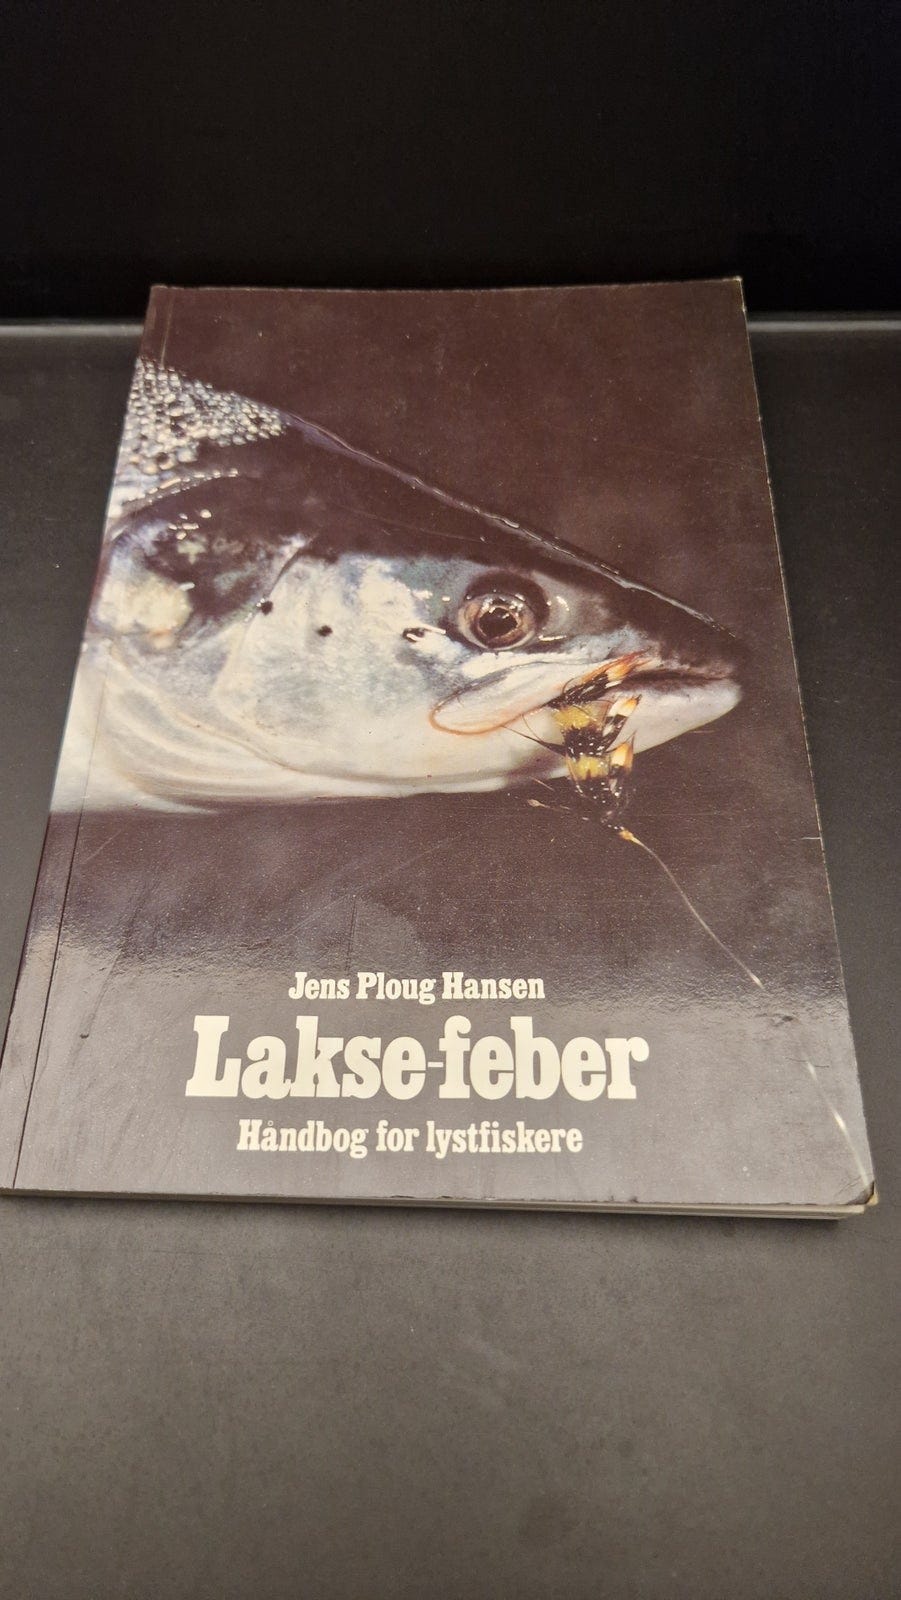 Jens Ploug Hansen
Lakse-feber
Håndbog for lystfiskere